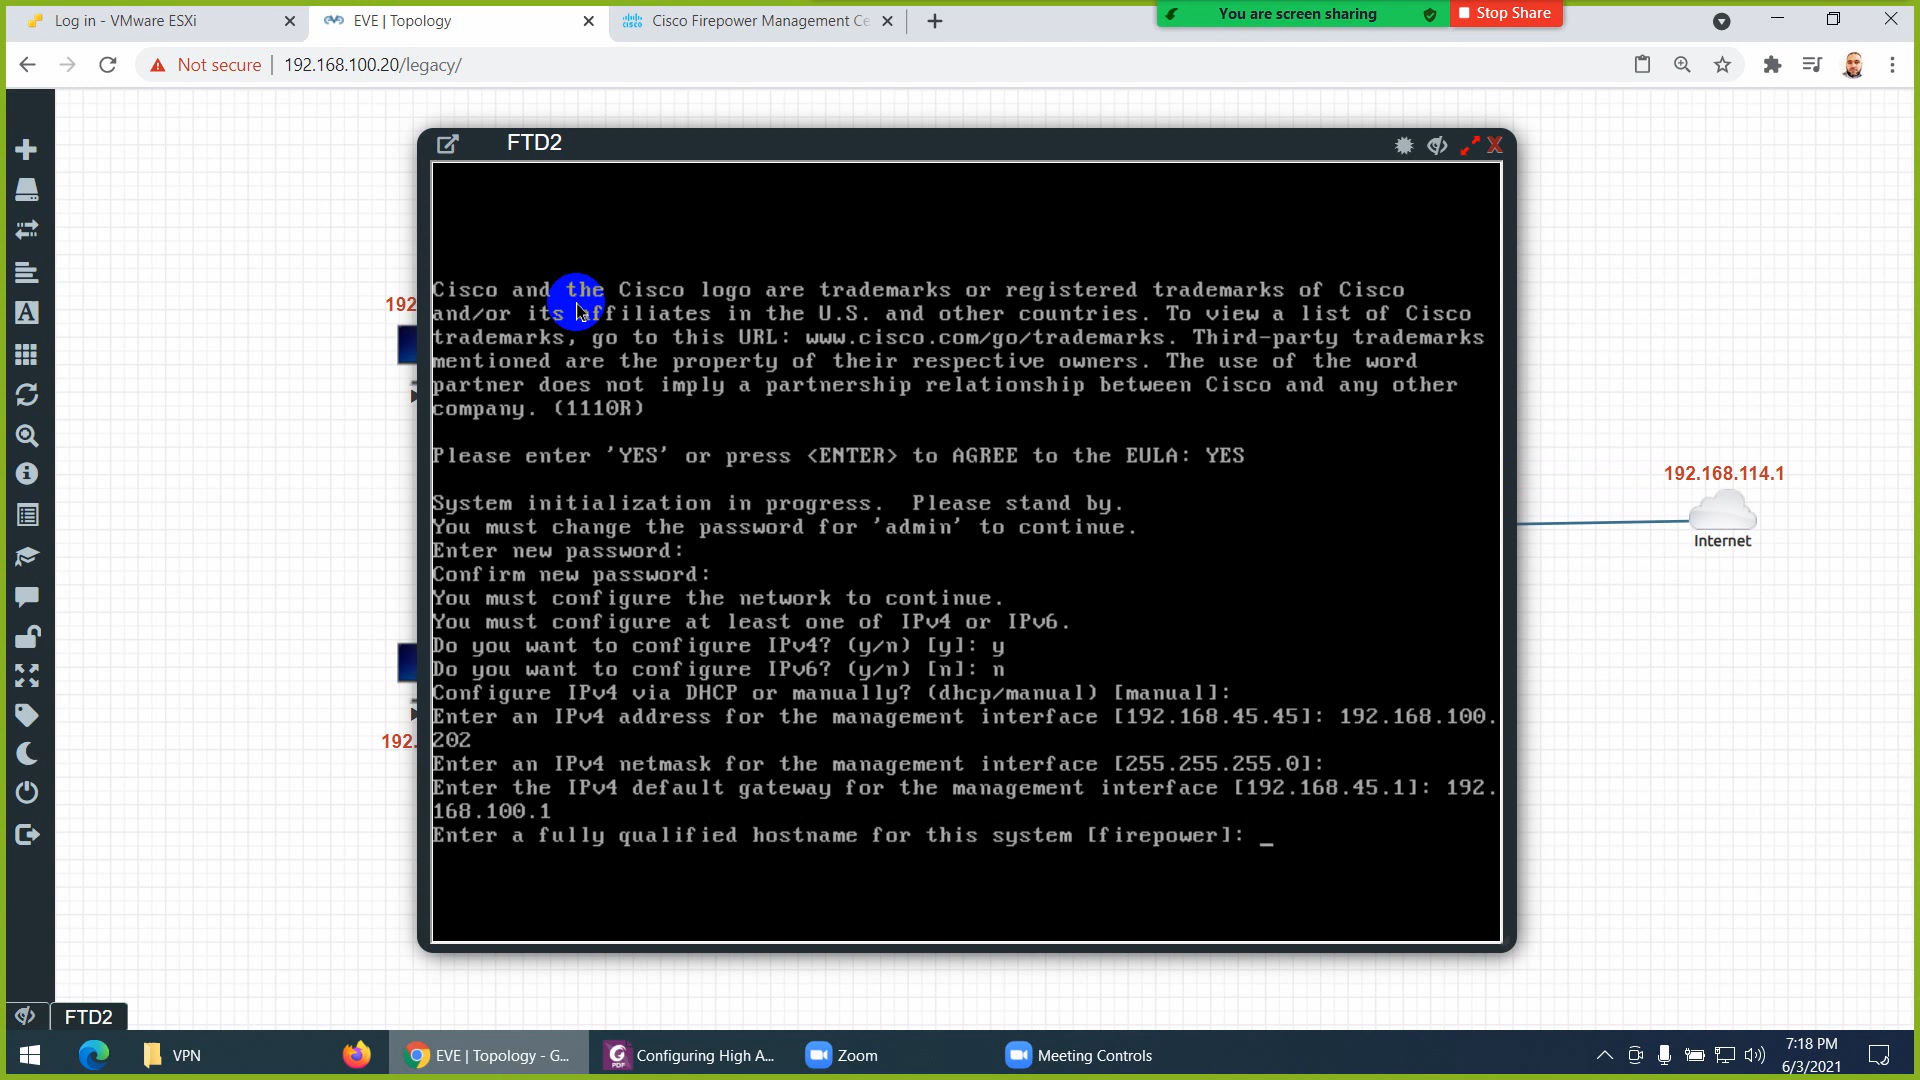 Log in - VMware ESXi
EVE | Topology
Cisco Firepower Management Ce
You are screen sharing
Stop Share
Not secure
192.168.100.20/legacy/
FTD2
192
Cisco and the Cisco logo are trademarks or registered trademarks of Cisco
and/or its affiliates in the U.S. and other countries. To view a list of Cisco
trademarks, go to this URL: www.cisco.com/go/trademarks. Third-party trademarks
mentioned are the property of their respective owners. The use of the word
partner does not imply a partnership relationship between Cisco and any other
company. (1110R)
Please enter 'YES' or press <ENTER> to AGREE to the EULA: YES
System initialization in progress.  Please stand by.
You must change the password for 'admin' to continue.
Enter new password:
Confirm new password:
You must configure the network to continue.
You must configure at least one of IPv4 or IPv6.
Do you want to configure IPv4? (y/n) [y]: y
Do you want to configure IPv6? (y/n) [n]: n
Configure IPv4 via DHCP or manually? (dhcp/manual) [manual]:
Enter an IPv4 address for the management interface [192.168.45.45]: 192.168.100.
202
Enter an IPv4 netmask for the management interface [255.255.255.0]:
Enter the IPv4 default gateway for the management interface [192.168.45.1]: 192.
168.100.1
Enter a fully qualified hostname for this system [firepower]: _
192.
192.168.114.1
Internet
FTD2
VPN
EVE | Topology - G...
Configuring High A...
Zoom
Meeting Controls
7:18 PM
6/3/2021